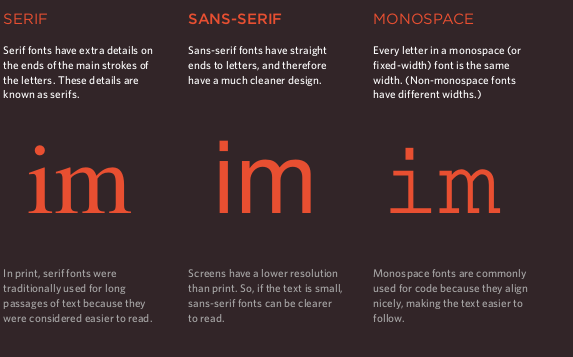 SERIF
Serif fonts have extra details on
the ends of the main strokes of
the letters. These details are
known as serifs.
im
In print, serif fonts were
traditionally used for long
passages of text because they
were considered easier to read.
SANS-SERIF
Sans-serif fonts have straight
ends to letters, and therefore
have a much cleaner design.
im
Screens have a lower resolution
than print. So, if the text is small,
sans-serif fonts can be clearer
to read.
MONOSPACE
Every letter in a monospace (or
fixed-width) font is the same
width. (Non-monospace fonts
have different widths.)
im
Monospace fonts are commonly
used for code because they align
nicely, making the text easier to
follow.